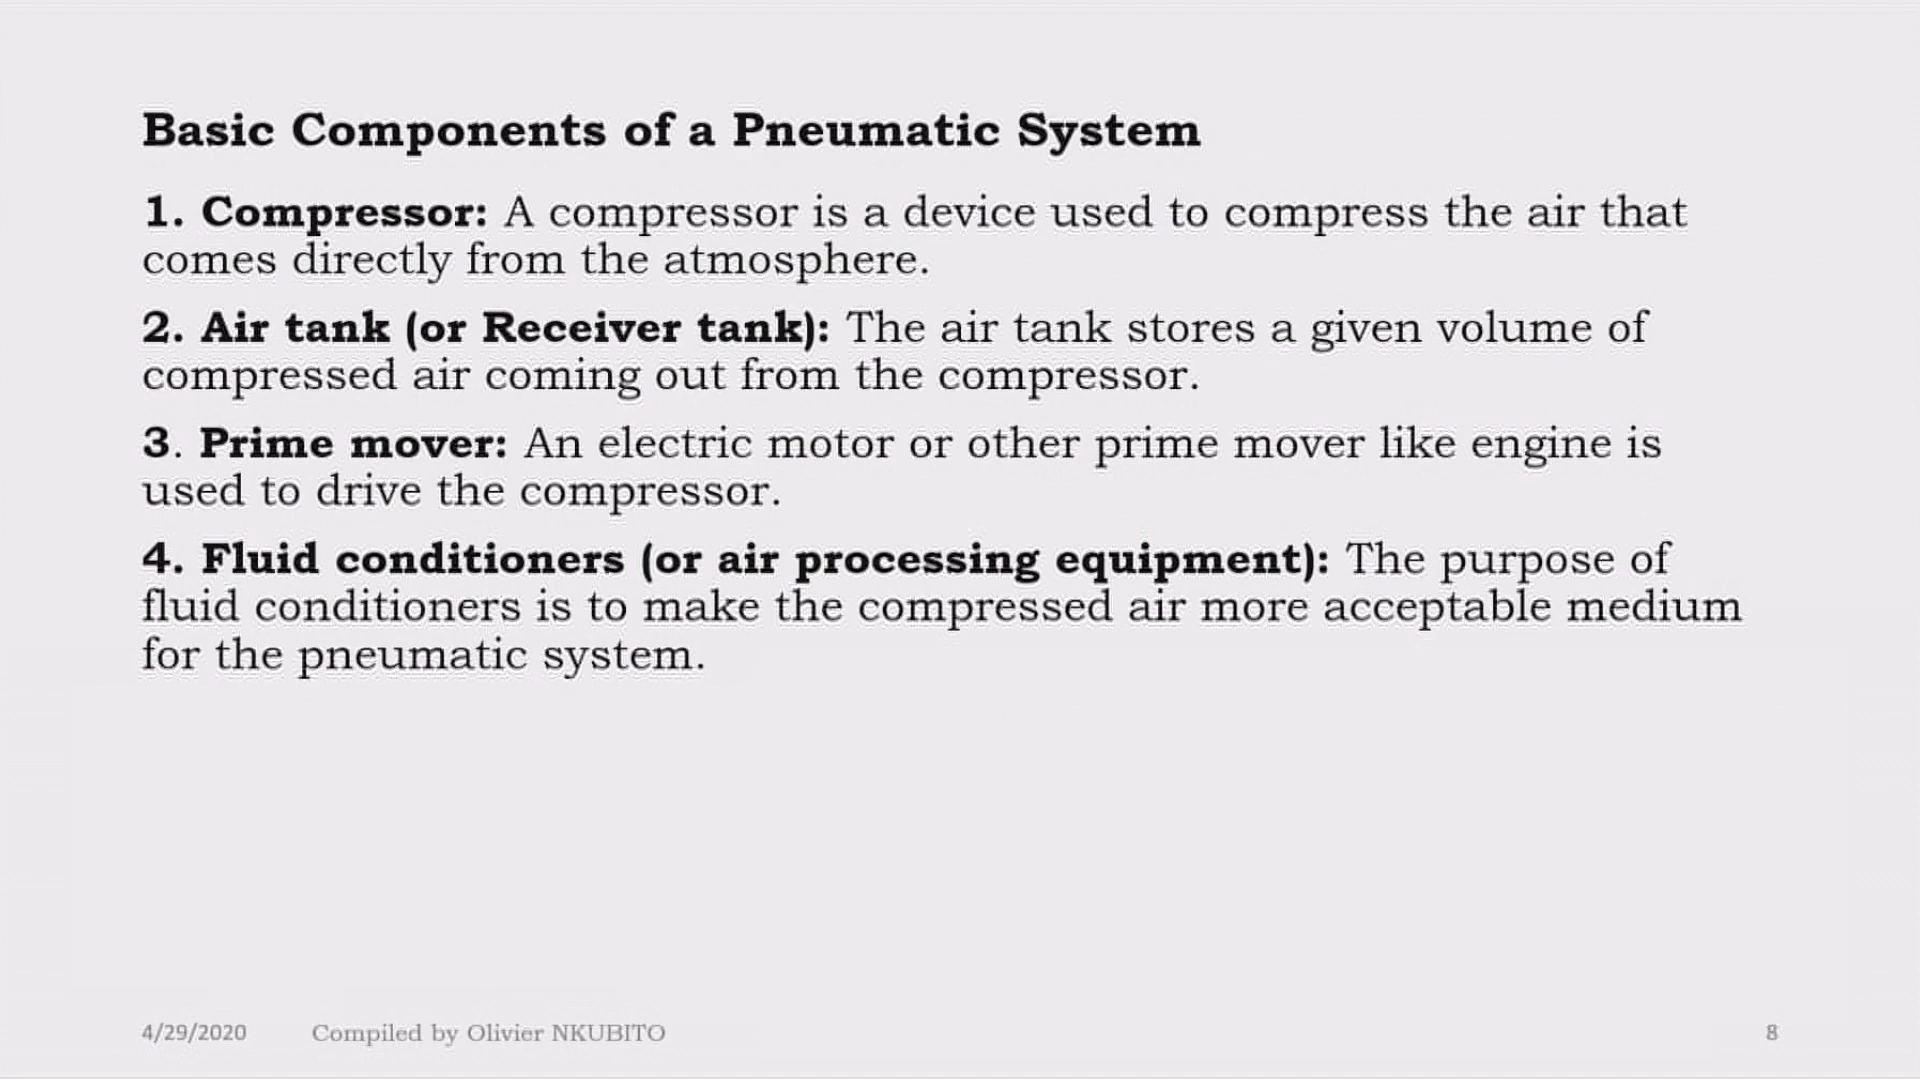 Basic Components of a Pneumatic System
1. Compressor: A compressor is a device used to compress the air that
comes directly from the atmosphere.
2. Air tank (or Receiver tank): The air tank stores a given volume of
compressed air coming out from the compressor.
3. Prime mover: An electric motor or other prime mover like engine is
used to drive the compressor.
4. Fluid conditioners (or air processing equipment): The purpose of
fluid conditioners is to make the compressed air more acceptable medium
for the pneumatic system.
4/29/2020 Compiled by Olivier NKUBITO 8